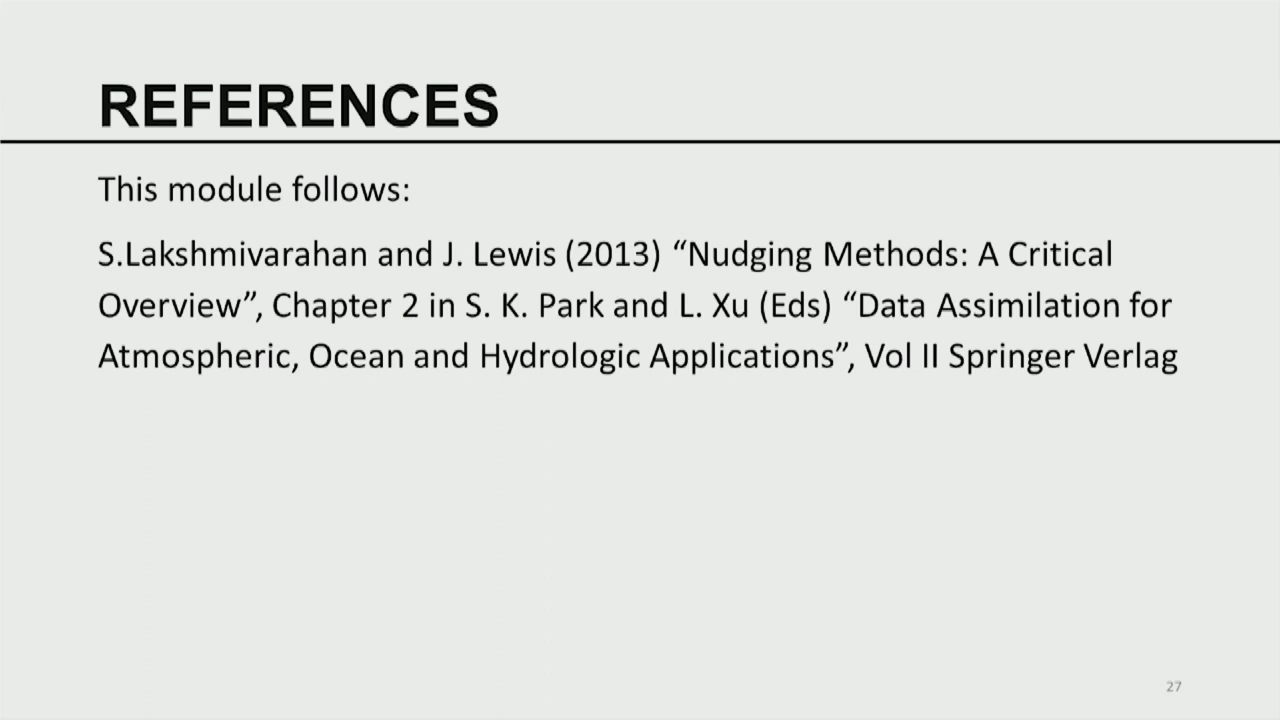 REFERENCES
This module follows:
S.Lakshmivarahan and J. Lewis (2013) “Nudging Methods: A Critical
Overview”, Chapter 2 in S. K. Park and L. Xu (Eds) “Data Assimilation for
Atmospheric, Ocean and Hydrologic Applications”, Vol II Springer Verlag
27